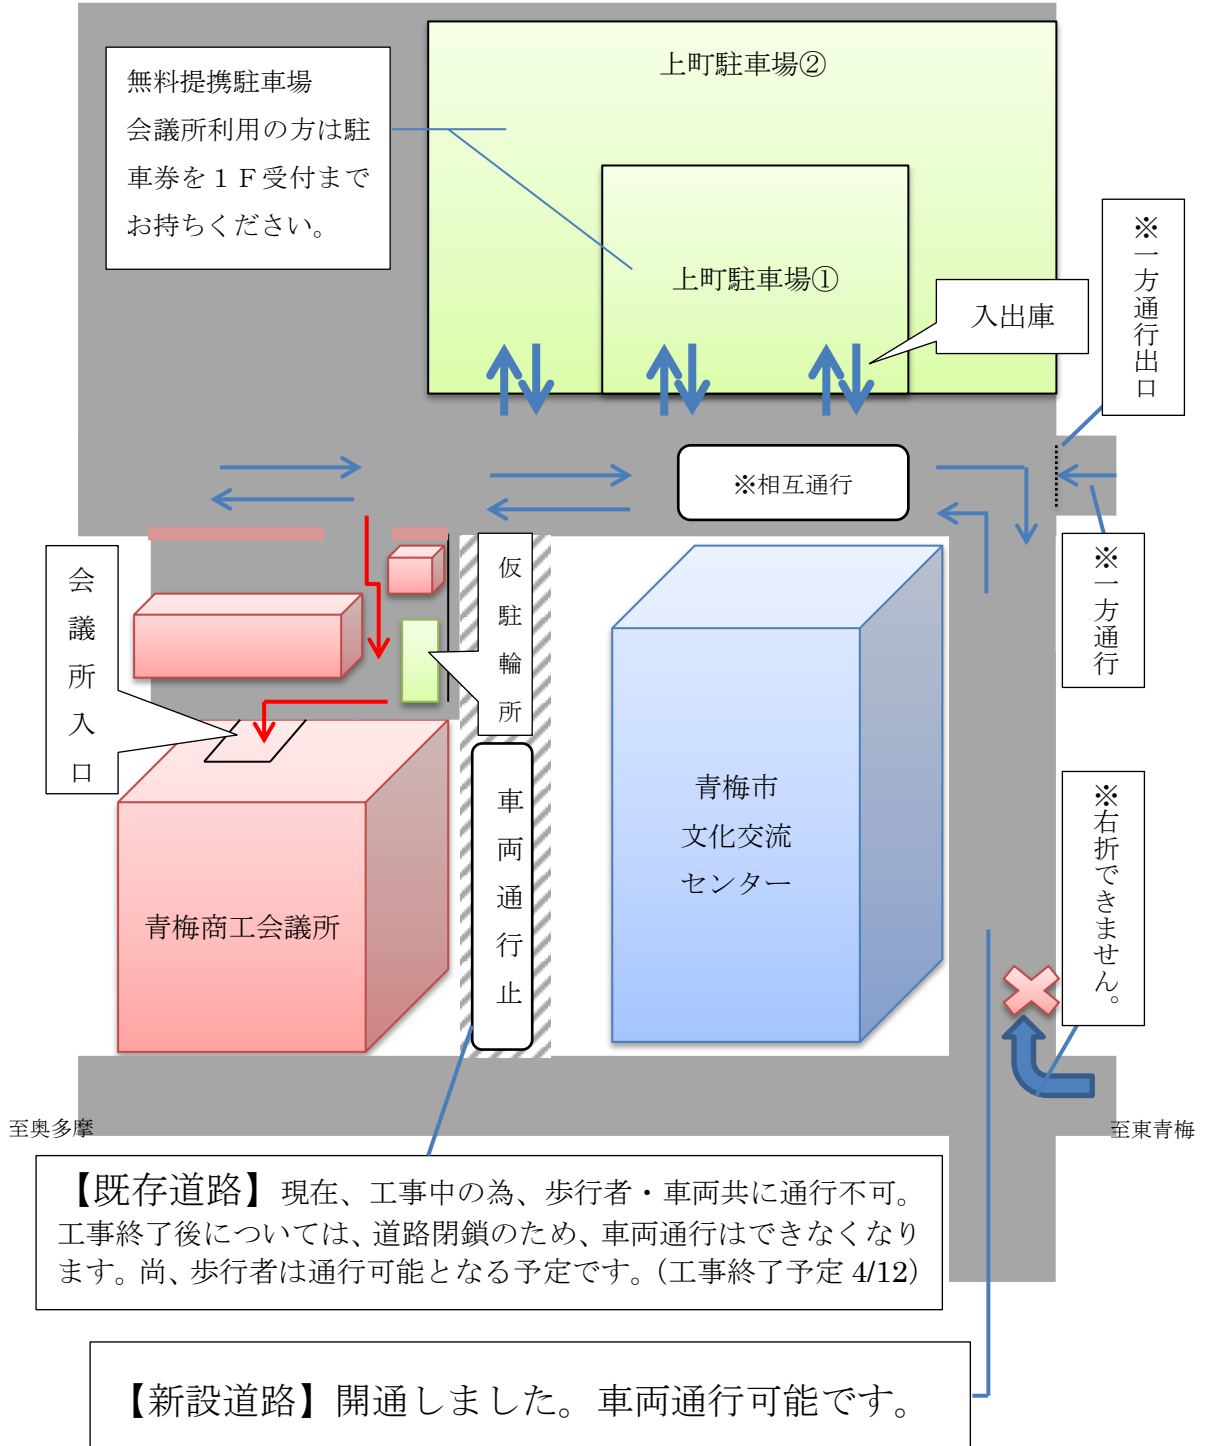 上町駐車場②
無料提携駐車場
会議所利用の方は駐
車券を１Ｆ受付まで
お持ちください。
上町駐車場①
入出庫
※一方通行出口
※相互通行
※一方通行
会議所入口
仮駐輪所
車両通行止
青梅市
文化交流
センター
※右折できません。
青梅商工会議所
至奥多摩
至東青梅
【既存道路】現在、工事中の為、歩行者・車両共に通行不可。
工事終了後については、道路閉鎖のため、車両通行はできなくなり
ます。尚、歩行者は通行可能となる予定です。（工事終了予定 4/12）
【新設道路】開通しました。車両通行可能です。